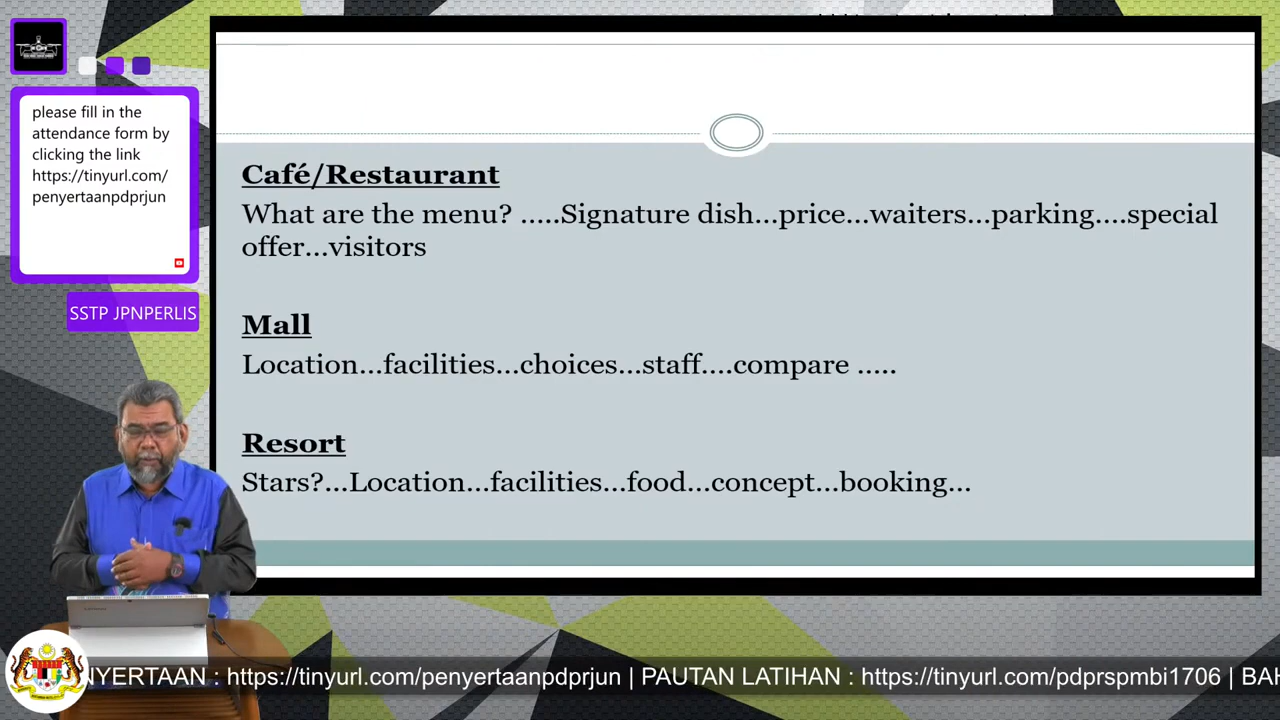 please fill in the
attendance form by
clicking the link
https://tinyurl.com/
penyertaanpdprjun
SSTP JPNPERLIS
Café/Restaurant
What are the menu? .....Signature dish...price...waiters...parking....special
offer...visitors
Mall
Location...facilities...choices...staff....compare .....
Resort
Stars?...Location...facilities...food...concept...booking...
NYERTAAN : https://tinyurl.com/penyertaanpdprjun | PAUTAN LATIHAN : https://tinyurl.com/pdprspmbi1706 | BAH